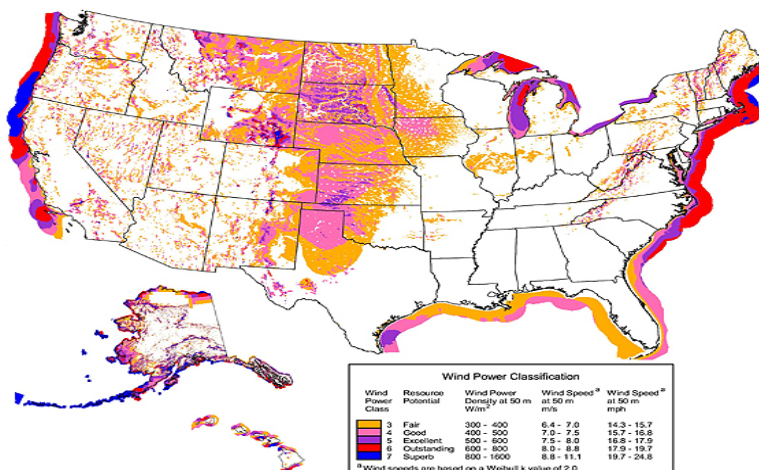 Wind Power Classification
Wind Power Class Resource Potential Wind Power Density at 50 m W/m² Wind Speed a at 50 m m/s Wind Speed a at 50 m mph
3 Fair 300 - 400 6.4 - 7.0 14.3 - 15.7
4 Good 400 - 500 7.0 - 7.5 15.7 - 16.8
5 Excellent 500 - 600 7.5 - 8.0 16.8 - 17.9
6 Outstanding 600 - 800 8.0 - 8.8 17.9 - 19.7
7 Superb 800 - 1600 8.8 - 11.1 19.7 - 24.8
a Wind speeds are based on a Weibull k value of 2.0